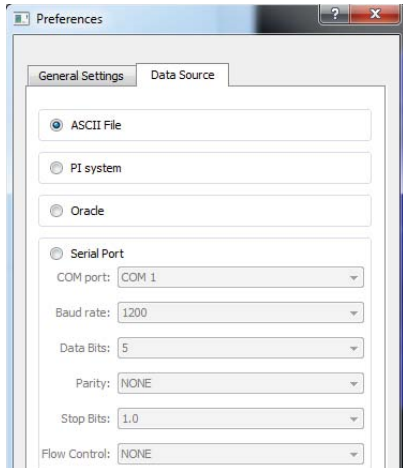 Preferences
? X
General Settings Data Source
ASCII File
PI system
Oracle
Serial Port
COM port: COM 1
Baud rate: 1200
Data Bits: 5
Parity: NONE
Stop Bits: 1.0
Flow Control: NONE